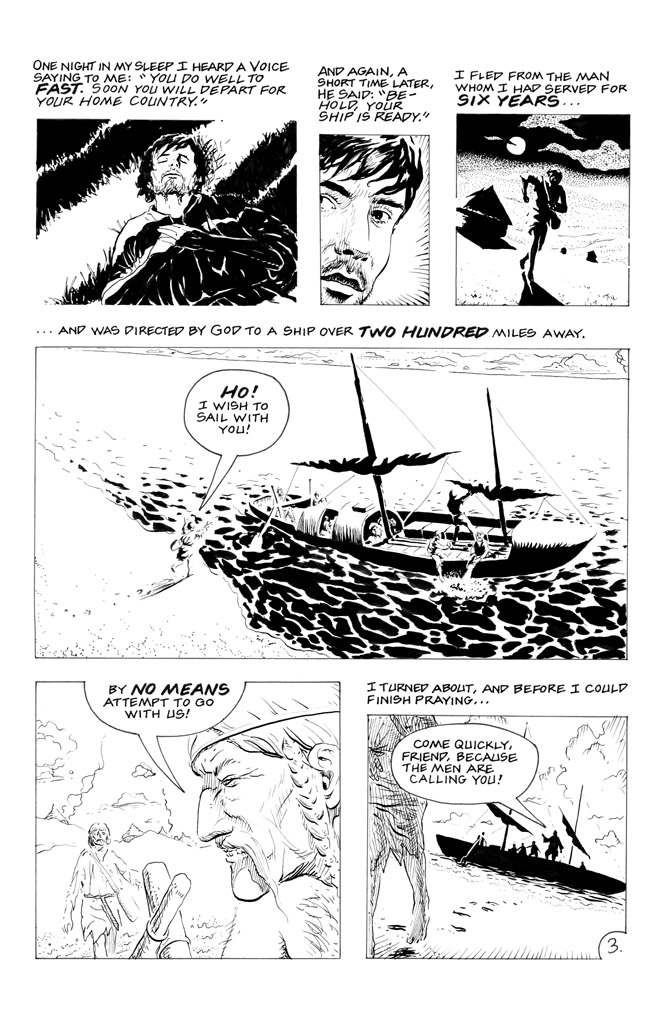 ONE NIGHT IN MY SLEEP I HEARD A VOICE
SAYING TO ME: "YOU DO WELL TO
FAST. SOON YOU WILL DEPART FOR
YOUR HOME COUNTRY."
AND AGAIN, A
SHORT TIME LATER,
HE SAID: "BE-
HOLD, YOUR
SHIP IS READY."
I FLED FROM THE MAN
WHOM I HAD SERVED FOR
SIX YEARS...
... AND WAS DIRECTED BY GOD TO A SHIP OVER TWO HUNDRED MILES AWAY.
HO!
I WISH TO
SAIL WITH
YOU!
BY NO MEANS
ATTEMPT TO GO
WITH US!
I TURNED ABOUT, AND BEFORE I COULD
FINISH PRAYING...
COME QUICKLY,
FRIEND, BECAUSE
THE MEN ARE
CALLING YOU!
3.